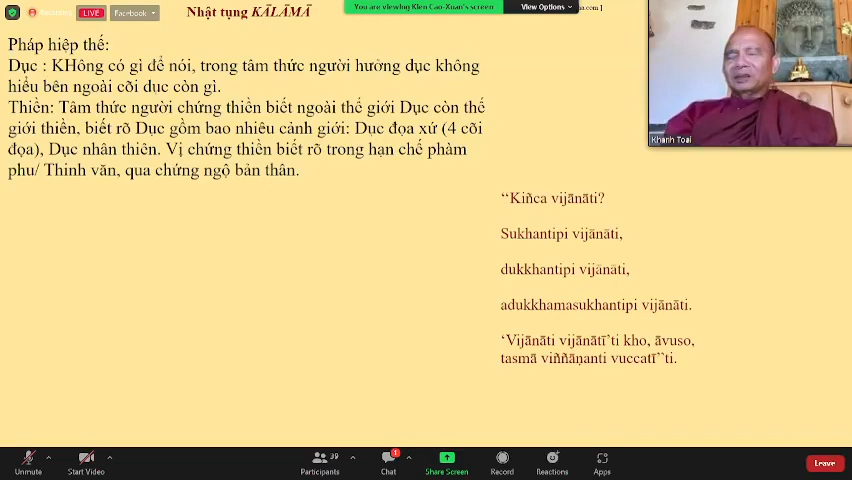 Recording
LIVE
Facebook
Nhật tụng KĀLĀMĀ
You are viewing Kien Cao-Xuan's screen
View Options
.com ]
Pháp hiệp thế:
Dục : KHông có gì để nói, trong tâm thức người hưởng dục không
hiểu bên ngoài cõi dục còn gì.
Thiền: Tâm thức người chứng thiền biết ngoài thế giới Dục còn thế
giới thiền, biết rõ Dục gồm bao nhiêu cảnh giới: Dục đọa xứ (4 cõi
đọa), Dục nhân thiên. Vị chứng thiền biết rõ trong hạn chế phàm
phu/ Thinh văn, qua chứng ngộ bản thân.
Khanh Toai
“Kiñca vijānāti?
Sukhantipi vijānāti,
dukkhantipi vijānāti,
adukkhamasukhantipi vijānāti.
‘Vijānāti vijānātī’ti kho, āvuso,
tasmā viññāṇanti vuccatī’’ti.
Unmute
Start Video
Participants
39
Chat
1
Share Screen
Record
Reactions
Apps
Leave